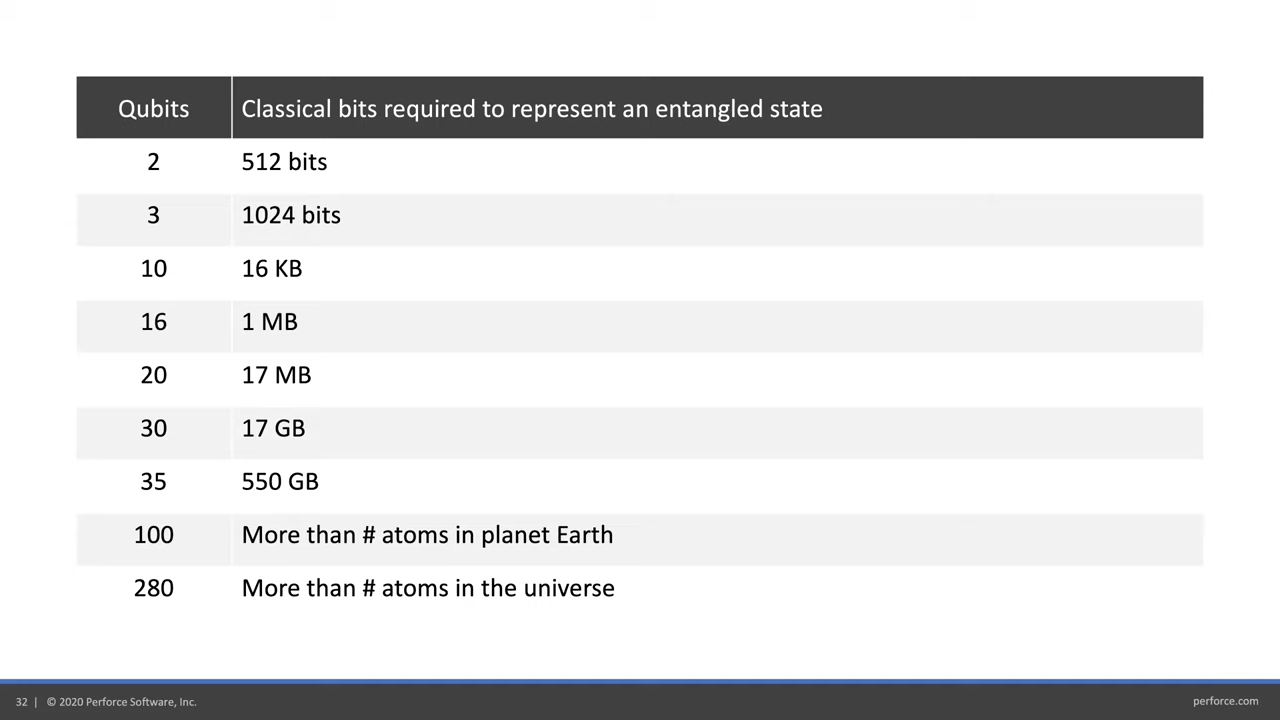 Qubits Classical bits required to represent an entangled state
2 512 bits
3 1024 bits
10 16 KB
16 1 MB
20 17 MB
30 17 GB
35 550 GB
100 More than # atoms in planet Earth
280 More than # atoms in the universe
32 | © 2020 Perforce Software, Inc. perforce.com